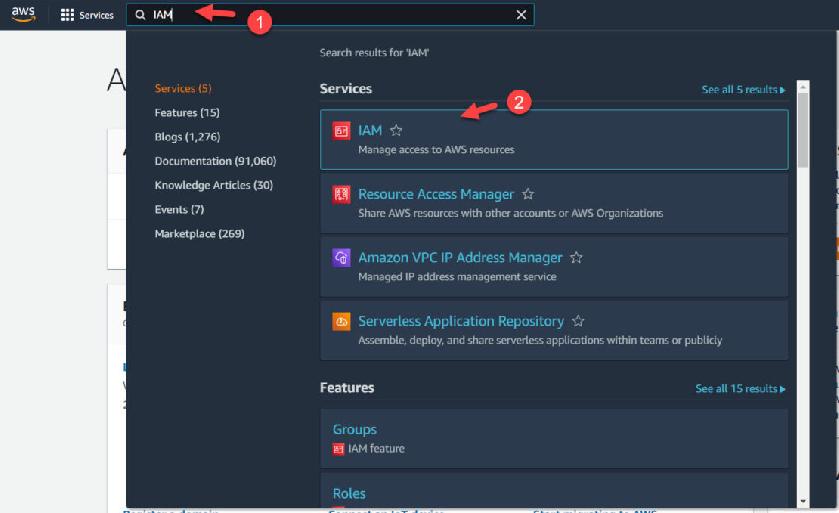 aws
Services
IAM
1
Search results for 'IAM'
Services (5)
Features (15)
Blogs (1,276)
Documentation (91,060)
Knowledge Articles (30)
Events (7)
Marketplace (269)
Services
See all 5 results
2
IAM
Manage access to AWS resources
Resource Access Manager
Share AWS resources with other accounts or AWS Organizations
Amazon VPC IP Address Manager
Managed IP address management service
Serverless Application Repository
Assemble, deploy, and share serverless applications within teams or publicly
Features
See all 15 results
Groups
IAM feature
Roles